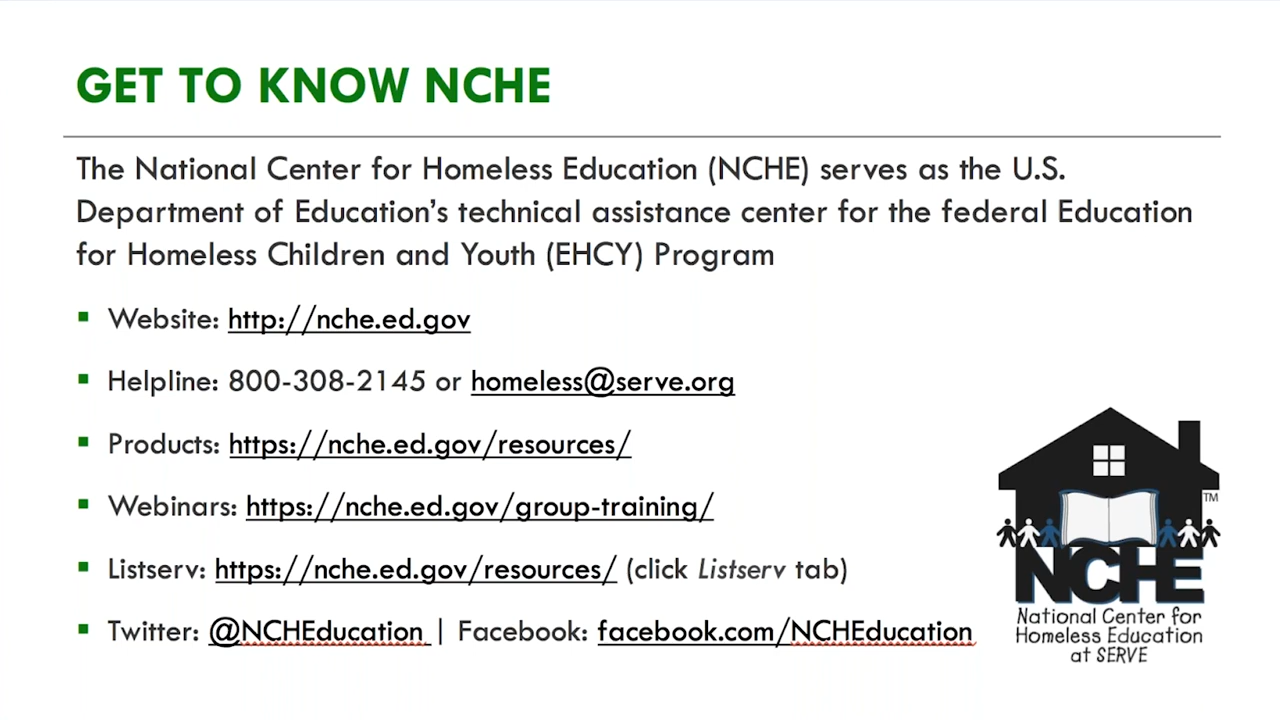 GET TO KNOW NCHE
The National Center for Homeless Education (NCHE) serves as the U.S.
Department of Education's technical assistance center for the federal Education
for Homeless Children and Youth (EHCY) Program
▪ Website: http://nche.ed.gov
▪ Helpline: 800-308-2145 or homeless@serve.org
▪ Products: https://nche.ed.gov/resources/
▪ Webinars: https://nche.ed.gov/group-training/
▪ Listserv: https://nche.ed.gov/resources/ (click Listserv tab)
▪ Twitter: @NCHEducation | Facebook: facebook.com/NCHEducation
TM
NCHE
National Center for
Homeless Education
at SERVE